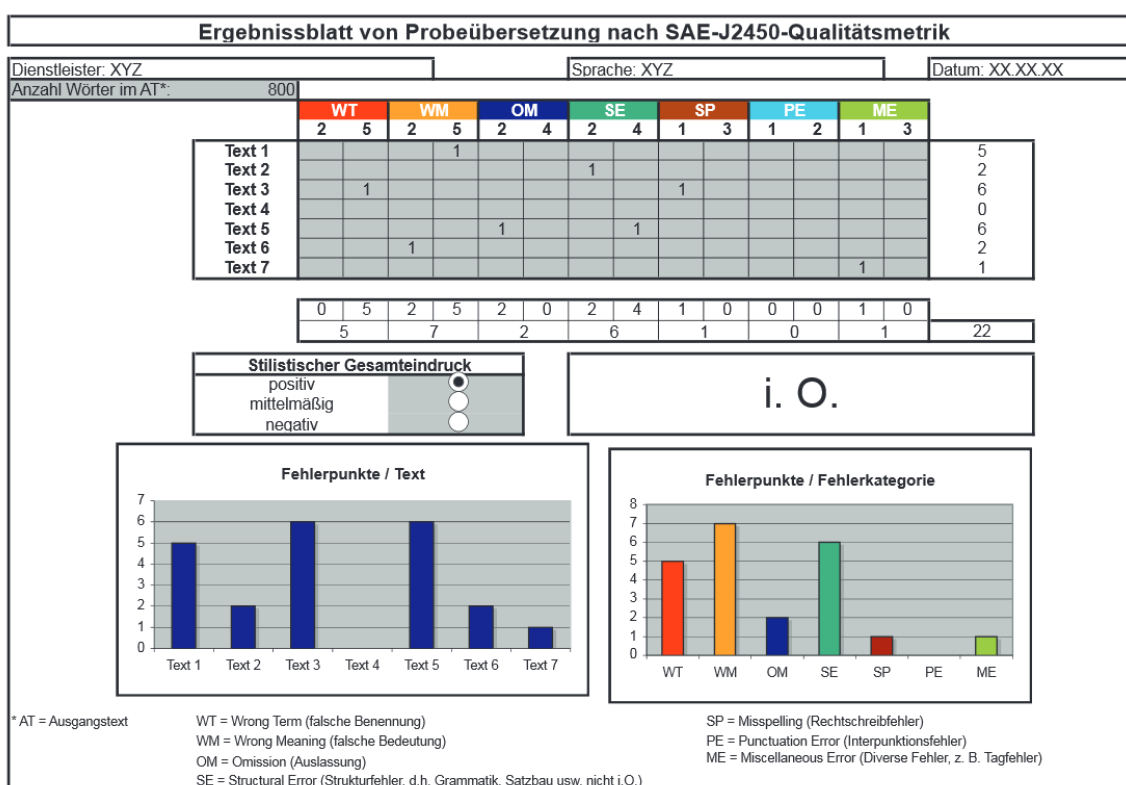 Ergebnissblatt von Probeübersetzung nach SAE-J2450-Qualitätsmetrik
Dienstleister: XYZ Sprache: XYZ Datum: XX.XX.XX
Anzahl Wörter im AT*: 800
WT WM OM SE SP PE ME
2 5 2 5 2 4 2 4 1 3 1 2 1 3
Text 1 1 5
Text 2 1 2
Text 3 1 1 6
Text 4 0
Text 5 1 1 6
Text 6 1 2
Text 7 1 1
0 5 2 5 2 0 2 4 1 0 0 0 1 0
5 7 2 6 1 0 1 22
Stilistischer Gesamteindruck
positiv
mittelmäßig
negativ
i. O.
Fehlerpunkte / Text
7
6
5
4
3
2
1
0
Text 1 Text 2 Text 3 Text 4 Text 5 Text 6 Text 7
Fehlerpunkte / Fehlerkategorie
8
7
6
5
4
3
2
1
0
WT WM OM SE SP PE ME
* AT = Ausgangstext
WT = Wrong Term (falsche Benennung)
WM = Wrong Meaning (falsche Bedeutung)
OM = Omission (Auslassung)
SE = Structural Error (Strukturfehler, d.h. Grammatik, Satzbau usw. nicht i.O.)
SP = Misspelling (Rechtschreibfehler)
PE = Punctuation Error (Interpunktionsfehler)
ME = Miscellaneous Error (Diverse Fehler, z. B. Tagfehler)